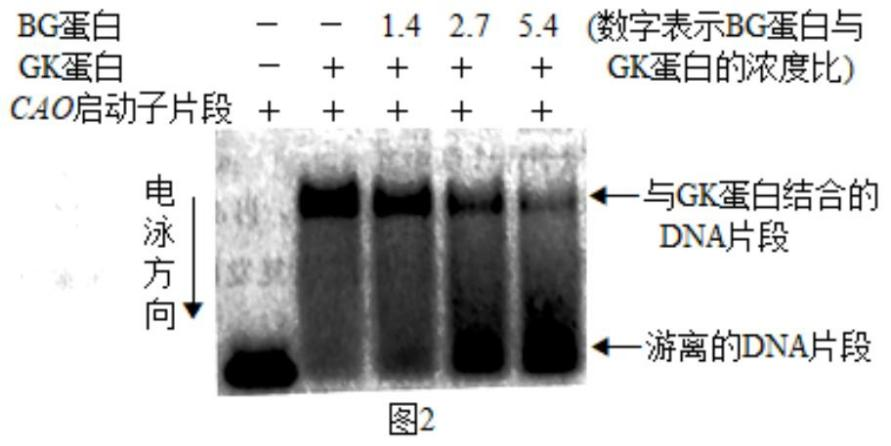 BG蛋白 − − 1.4 2.7 5.4 (数字表示BG蛋白与
GK蛋白 − + + + + GK蛋白的浓度比)
CAO启动子片段 + + + + +
电泳方向
与GK蛋白结合的
DNA片段
游离的DNA片段
图2